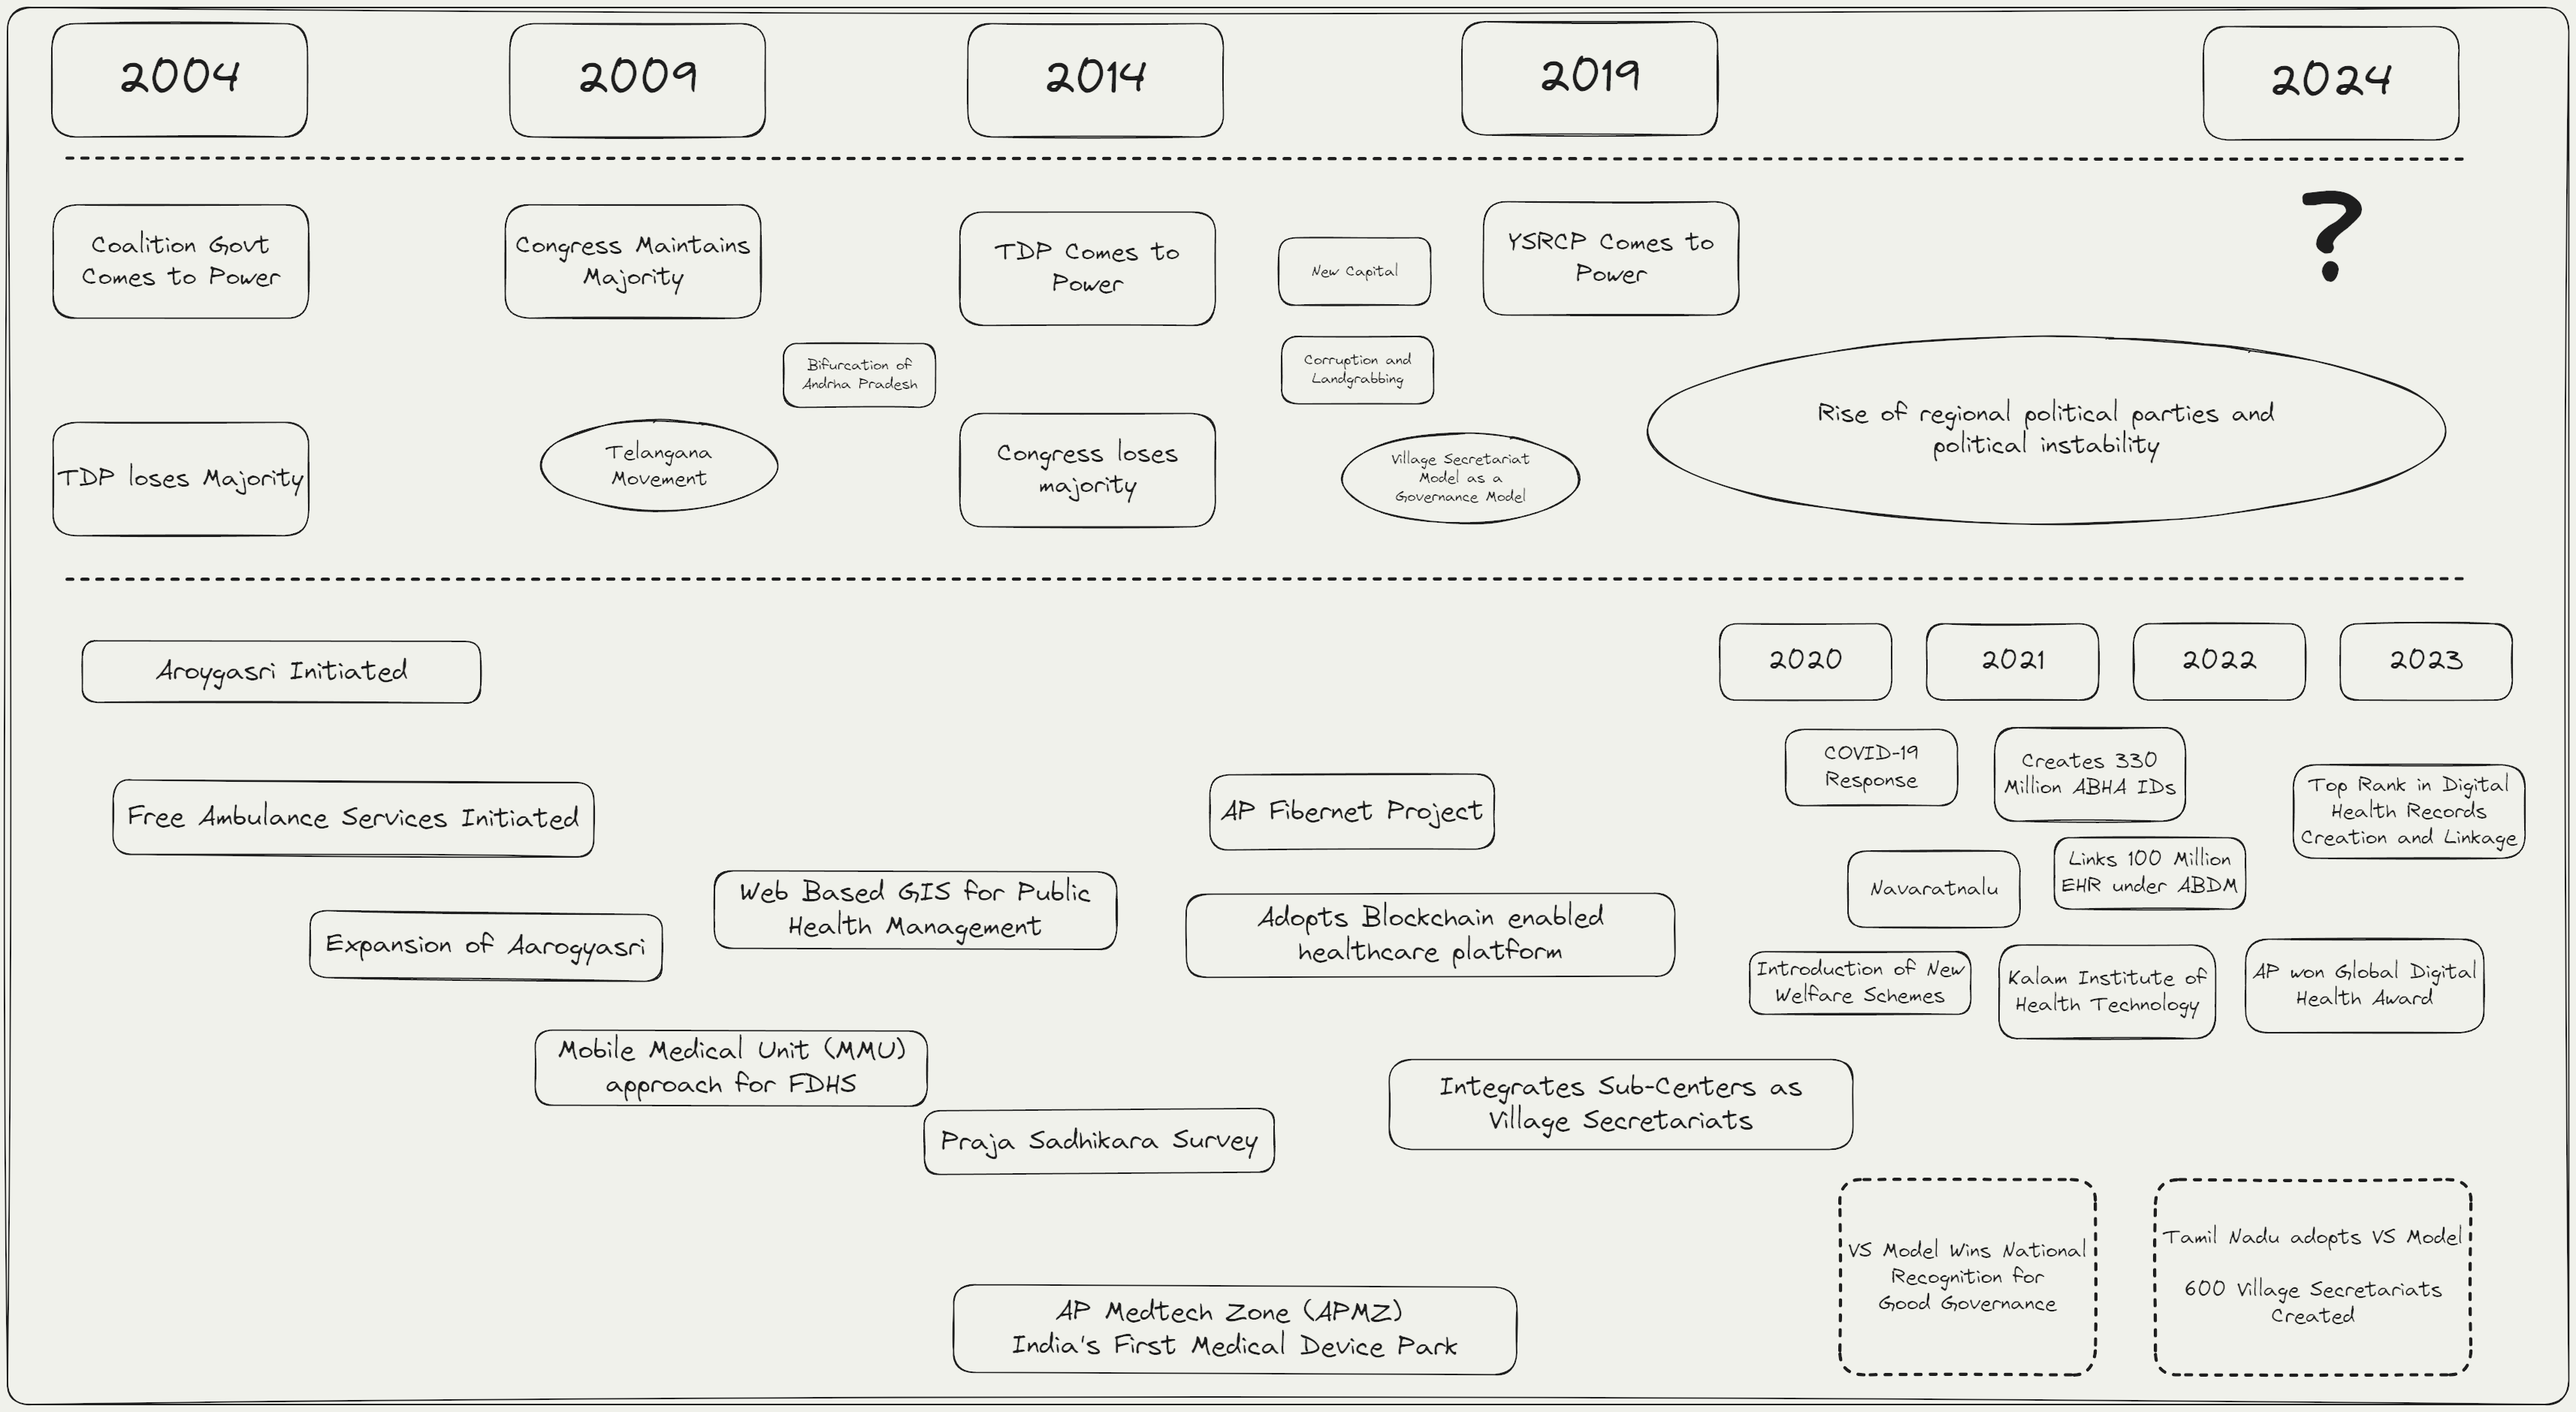 2004
2009
2014
2019
2024
Coalition Govt
Comes to Power
Congress Maintains
Majority
TDP Comes to
Power
New Capital
YSRCP Comes to
Power
?
Bifurcation of
Andrha Pradesh
Corruption and
Landgrabbing
TDP loses Majority
Telangana
Movement
Congress loses
majority
Village Secretariat
Model as a
Governance Model
Rise of regional political parties and
political instability
Aroygasri Initiated
2020
2021
2022
2023
Free Ambulance Services Initiated
AP Fibernet Project
COVID-19
Response
Creates 330
Million ABHA IDs
Top Rank in Digital
Health Records
Creation and Linkage
Expansion of Aarogyasri
Web Based GIS for Public
Health Management
Adopts Blockchain enabled
healthcare platform
Navaratnalu
Links 100 Million
EHR under ABDM
Introduction of New
Welfare Schemes
Kalam Institute of
Health Technology
AP won Global Digital
Health Award
Mobile Medical Unit (MMU)
approach for FDHS
Praja Sadhikara Survey
Integrates Sub-Centers as
Village Secretariats
AP Medtech Zone (APMZ)
India's First Medical Device Park
VS Model Wins National
Recognition for
Good Governance
Tamil Nadu adopts VS Model
600 Village Secretariats
Created